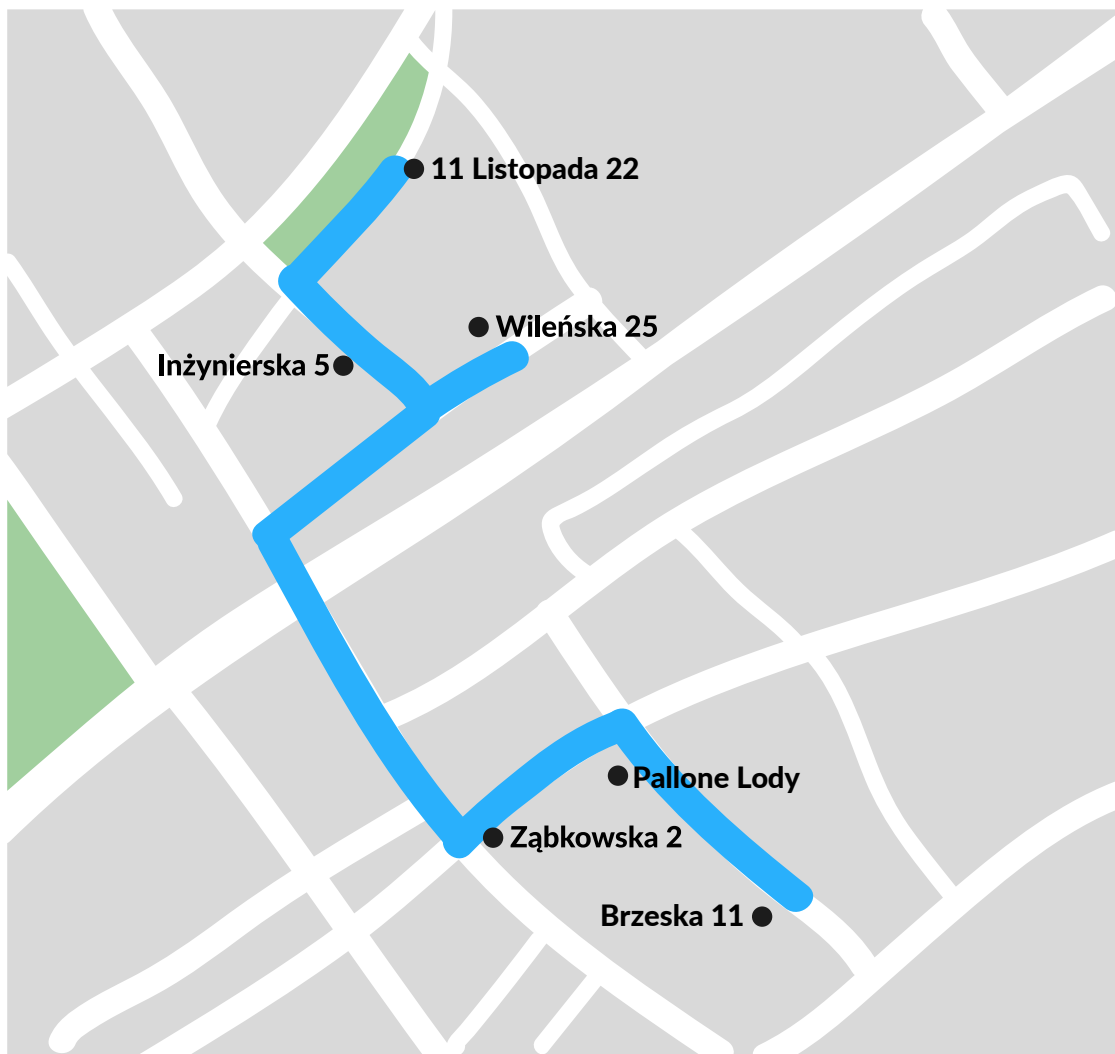 11 Listopada 22
Wileńska 25
Inżynierska 5
Pallone Lody
Ząbkowska 2
Brzeska 11